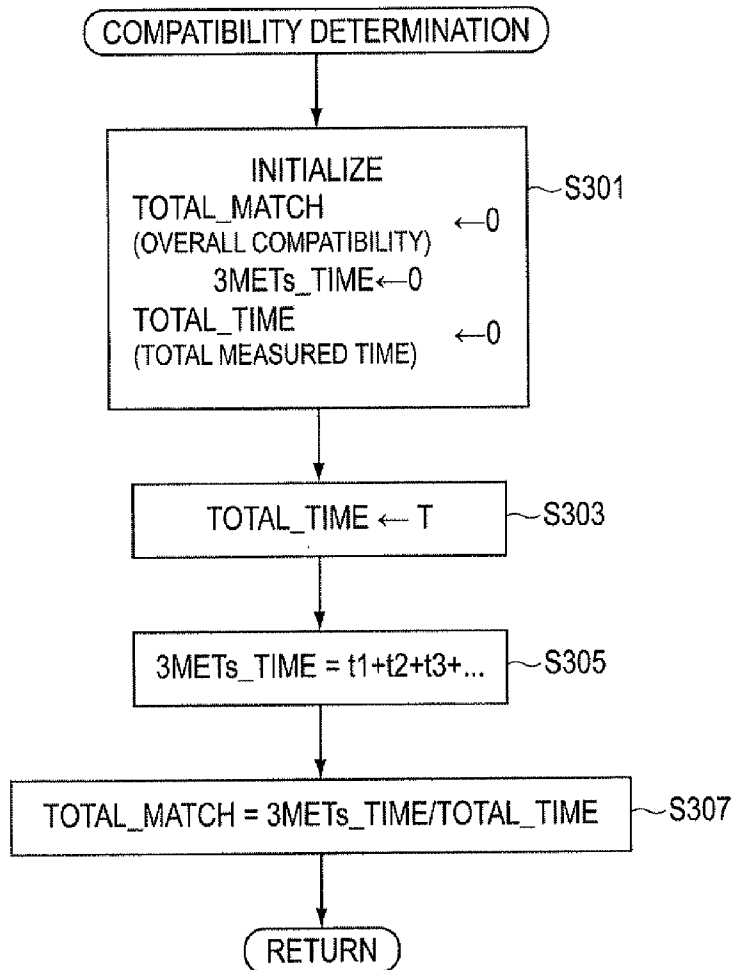 COMPATIBILITY DETERMINATION
INITIALIZE
TOTAL_MATCH
(OVERALL COMPATIBILITY) ←0
3METs_TIME←0
TOTAL_TIME
(TOTAL MEASURED TIME) ←0
S301
TOTAL_TIME ← T
S303
3METs_TIME = t1+t2+t3+...
S305
TOTAL_MATCH = 3METs_TIME/TOTAL_TIME
S307
RETURN